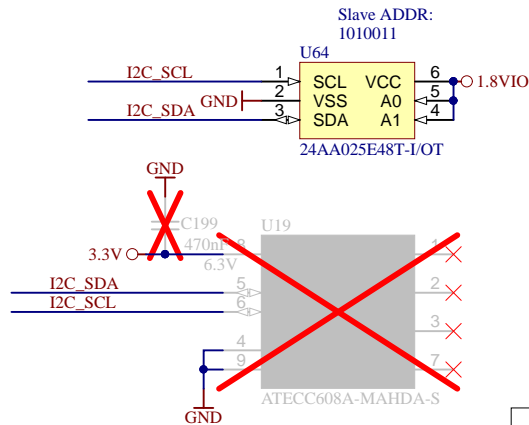 Slave ADDR:
1010011
U64
I2C_SCL 1 SCL VCC 6 1.8VIO
GND 2 VSS A0 5
I2C_SDA 3 SDA A1 4
24AA025E48T-I/OT
GND
C199 U19
470nF 8 1
3.3V 6.3V
I2C_SDA 5 2
I2C_SCL 6
3
4
9 7
ATECC608A-MAHDA-S
GND